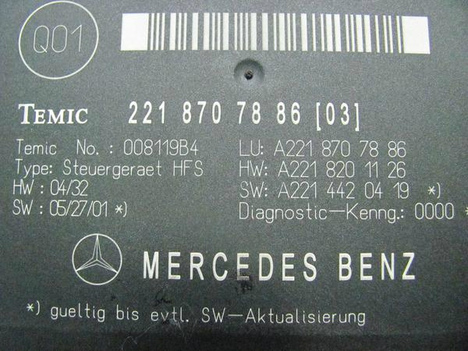 Q01
TEMIC 221 870 78 86 [03]
Temic No. : 008119B4
LU: A221 870 78 86
Type: Steuergeraet HFS
HW: A221 820 11 26
HW : 04/32
SW: A221 442 04 19 *)
SW : 05/27/01 *)
Diagnostic-Kenng.: 0000 *
MERCEDES BENZ
*) gueltig bis evtl. SW-Aktualisierung